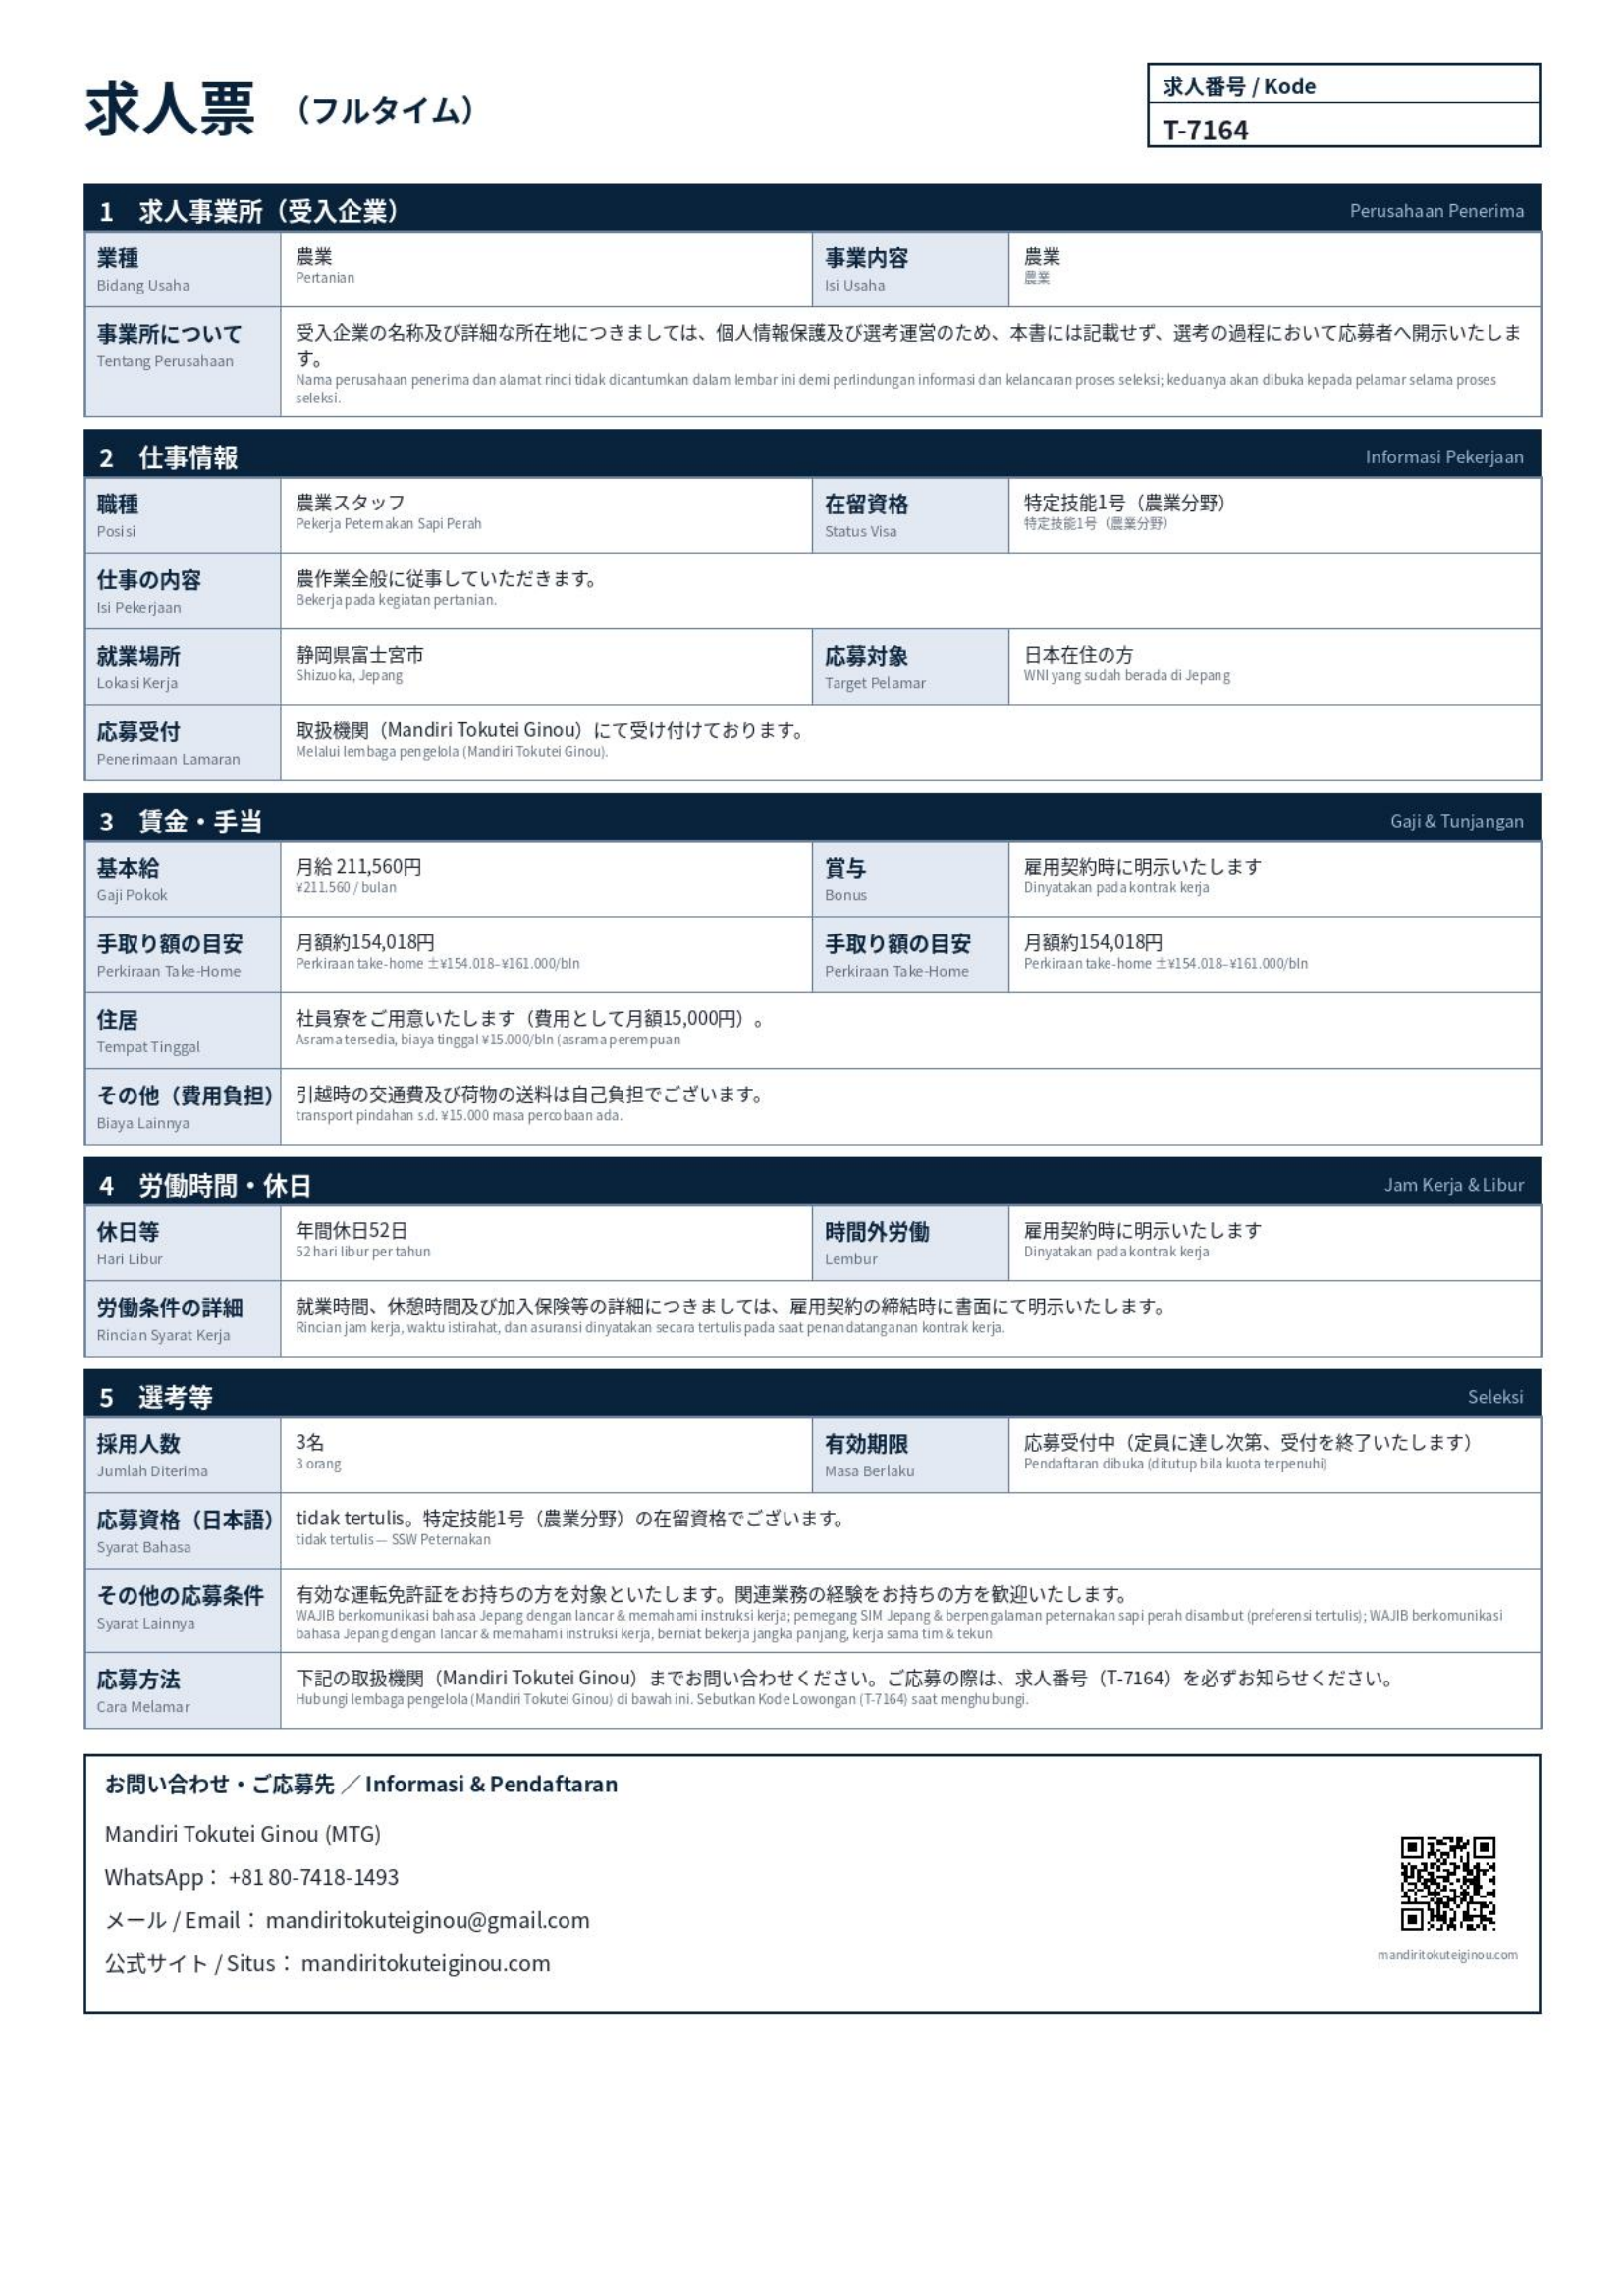 求人票 （フルタイム）
求人番号 / Kode
T-7164
1 求人事業所（受入企業） Perusahaan Penerima
業種 農業 事業内容 農業
Bidang Usaha Pertanian Isi Usaha 農業
事業所について 受入企業の名称及び詳細な所在地につきましては、個人情報保護及び選考運営のため、本書には記載せず、選考の過程において応募者へ開示いたしま
す。
Tentang Perusahaan
Nama perusahaan penerima dan alamat rinci tidak dicantumkan dalam lembar ini demi perlindungan informasi dan kelancaran proses seleksi; keduanya akan dibuka kepada pelamar selama proses
seleksi.
2 仕事情報 Informasi Pekerjaan
職種 農業スタッフ 在留資格 特定技能1号（農業分野）
Posisi Pekerja Peternakan Sapi Perah Status Visa 特定技能1号（農業分野）
仕事の内容 農作業全般に従事していただきます。
Isi Pekerjaan Bekerja pada kegiatan pertanian.
就業場所 静岡県富士宮市 応募対象 日本在住の方
Lokasi Kerja Shizuoka, Jepang Target Pelamar WNI yang sudah berada di Jepang
応募受付 取扱機関（Mandiri Tokutei Ginou）にて受け付けております。
Penerimaan Lamaran Melalui lembaga pengelola (Mandiri Tokutei Ginou).
3 賃金・手当 Gaji & Tunjangan
基本給 月給 211,560円 賞与 雇用契約時に明示いたします
Gaji Pokok ¥211.560 / bulan Bonus Dinyatakan pada kontrak kerja
手取り額の目安 月額約154,018円 手取り額の目安 月額約154,018円
Perkiraan Take-Home Perkiraan take-home ±¥154.018–¥161.000/bln Perkiraan Take-Home Perkiraan take-home ±¥154.018–¥161.000/bln
住居 社員寮をご用意いたします（費用として月額15,000円）。
Tempat Tinggal Asrama tersedia, biaya tinggal ¥15.000/bln (asrama perempuan
その他（費用負担） 引越時の交通費及び荷物の送料は自己負担でございます。
Biaya Lainnya transport pindahan s.d. ¥15.000 masa percobaan ada.
4 労働時間・休日 Jam Kerja & Libur
休日等 年間休日52日 時間外労働 雇用契約時に明示いたします
Hari Libur 52 hari libur per tahun Lembur Dinyatakan pada kontrak kerja
労働条件の詳細 就業時間、休憩時間及び加入保険等の詳細につきましては、雇用契約の締結時に書面にて明示いたします。
Rincian Syarat Kerja Rincian jam kerja, waktu istirahat, dan asuransi dinyatakan secara tertulis pada saat penandatanganan kontrak kerja.
5 選考等 Seleksi
採用人数 3名 有効期限 応募受付中（定員に達し次第、受付を終了いたします）
Jumlah Diterima 3 orang Masa Berlaku Pendaftaran dibuka (ditutup bila kuota terpenuhi)
応募資格（日本語） tidak tertulis。特定技能1号（農業分野）の在留資格でございます。
Syarat Bahasa tidak tertulis — SSW Peternakan
その他の応募条件 有効な運転免許証をお持ちの方を対象といたします。関連業務の経験をお持ちの方を歓迎いたします。
Syarat Lainnya WAJIB berkomunikasi bahasa Jepang dengan lancar & memahami instruksi kerja; pemegang SIM Jepang & berpengalaman peternakan sapi perah disambut (preferensi tertulis); WAJIB berkomunikasi
bahasa Jepang dengan lancar & memahami instruksi kerja, berniat bekerja jangka panjang, kerja sama tim & tekun
応募方法 下記の取扱機関（Mandiri Tokutei Ginou）までお問い合わせください。ご応募の際は、求人番号（T-7164）を必ずお知らせください。
Cara Melamar Hubungi lembaga pengelola (Mandiri Tokutei Ginou) di bawah ini. Sebutkan Kode Lowongan (T-7164) saat menghubungi.
お問い合わせ・ご応募先 ／ Informasi & Pendaftaran
Mandiri Tokutei Ginou (MTG)
WhatsApp： +81 80-7418-1493
メール / Email： mandiritokuteiginou@gmail.com
公式サイト / Situs： mandiritokuteiginou.com
mandiritokuteiginou.com